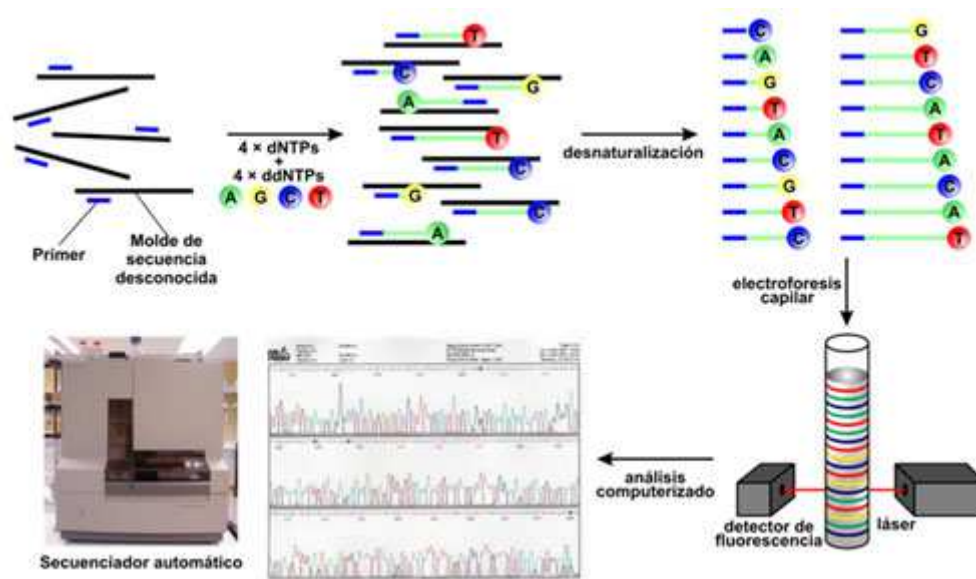 4 × dNTPs
+
4 × ddNTPs
A G C T
Primer
Molde de
secuencia
desconocida
T
C
G
A
T
C
G
C
A
desnaturalización
C
A
G
T
A
C
G
T
C
G
T
C
A
T
A
C
A
T
electroforesis
capilar
detector de
fluorescencia
láser
análisis
computerizado
Secuenciador automático